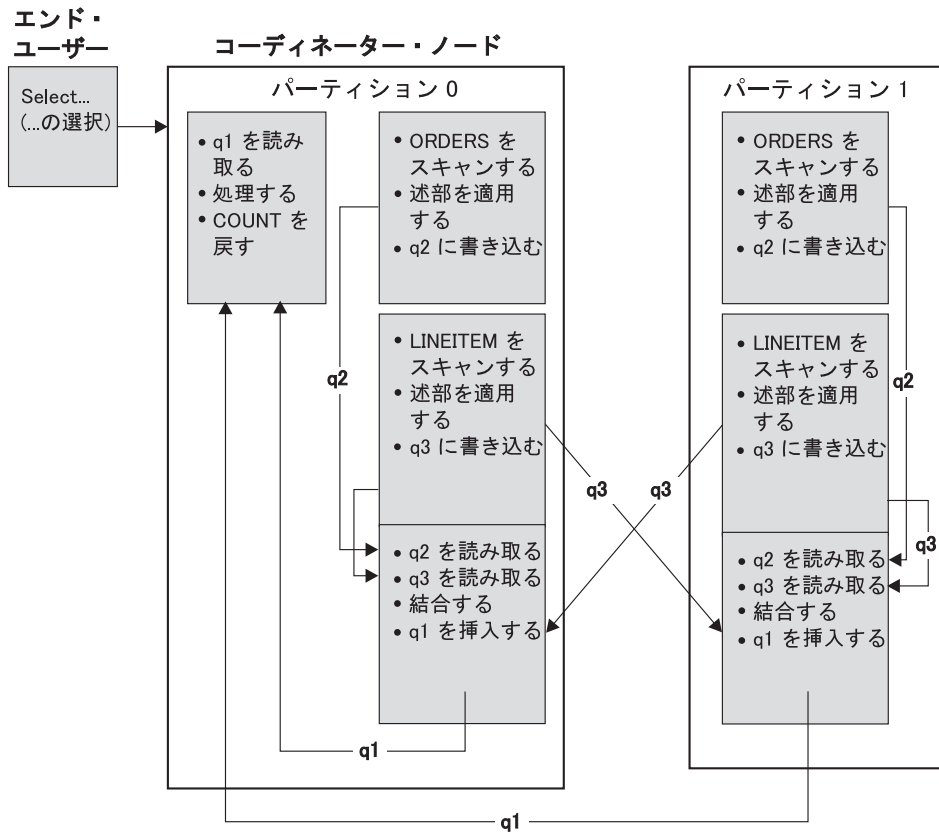 エンド・
ユーザー
Select...
(...の選択)
コーディネーター・ノード
パーティション 0
• q1 を読み
取る
• 処理する
• COUNT を
戻す
• ORDERS を
スキャンする
• 述部を適用
する
• q2 に書き込む
q2
• LINEITEM を
スキャンする
• 述部を適用
する
• q3 に書き込む
• q2 を読み取る
• q3 を読み取る
• 結合する
• q1 を挿入する
q1
q3
q3
パーティション 1
• ORDERS を
スキャンする
• 述部を適用
する
• q2 に書き込む
q2
• LINEITEM を
スキャンする
• 述部を適用
する
• q3 に書き込む
q3
• q2 を読み取る
• q3 を読み取る
• 結合する
• q1 を挿入する
q1